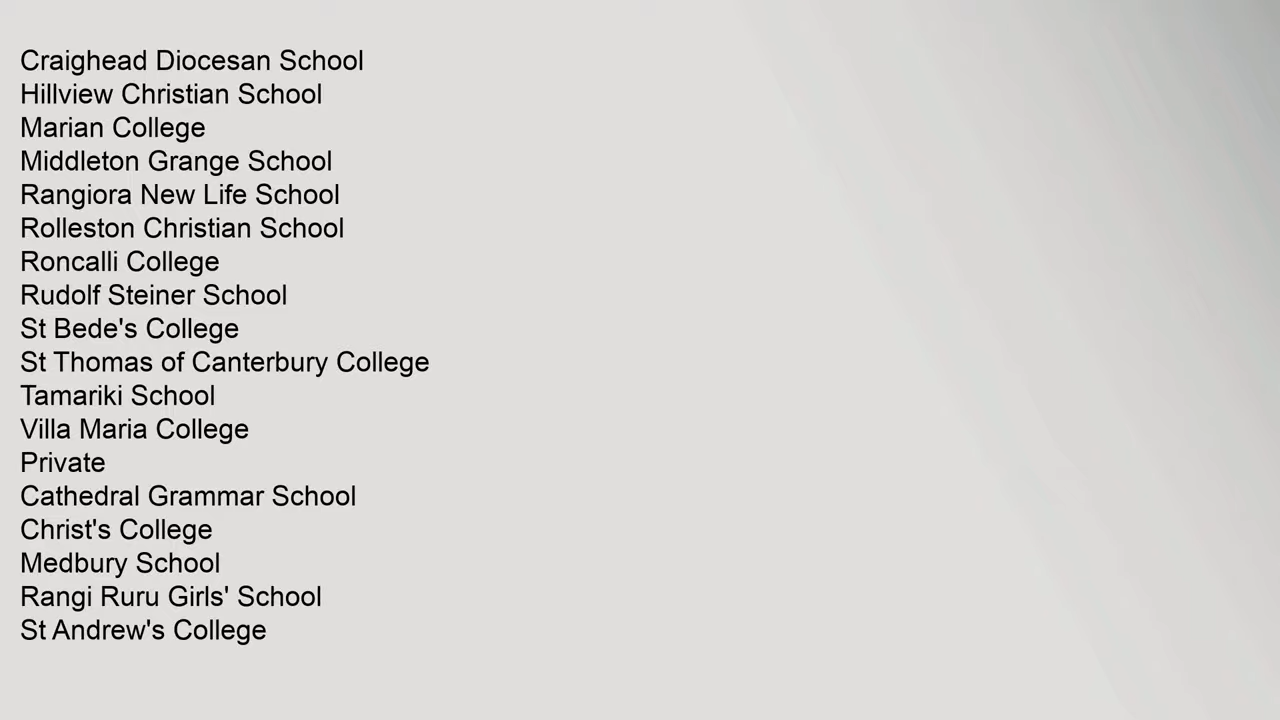 Craighead Diocesan School
Hillview Christian School
Marian College
Middleton Grange School
Rangiora New Life School
Rolleston Christian School
Roncalli College
Rudolf Steiner School
St Bede's College
St Thomas of Canterbury College
Tamariki School
Villa Maria College
Private
Cathedral Grammar School
Christ's College
Medbury School
Rangi Ruru Girls' School
St Andrew's College